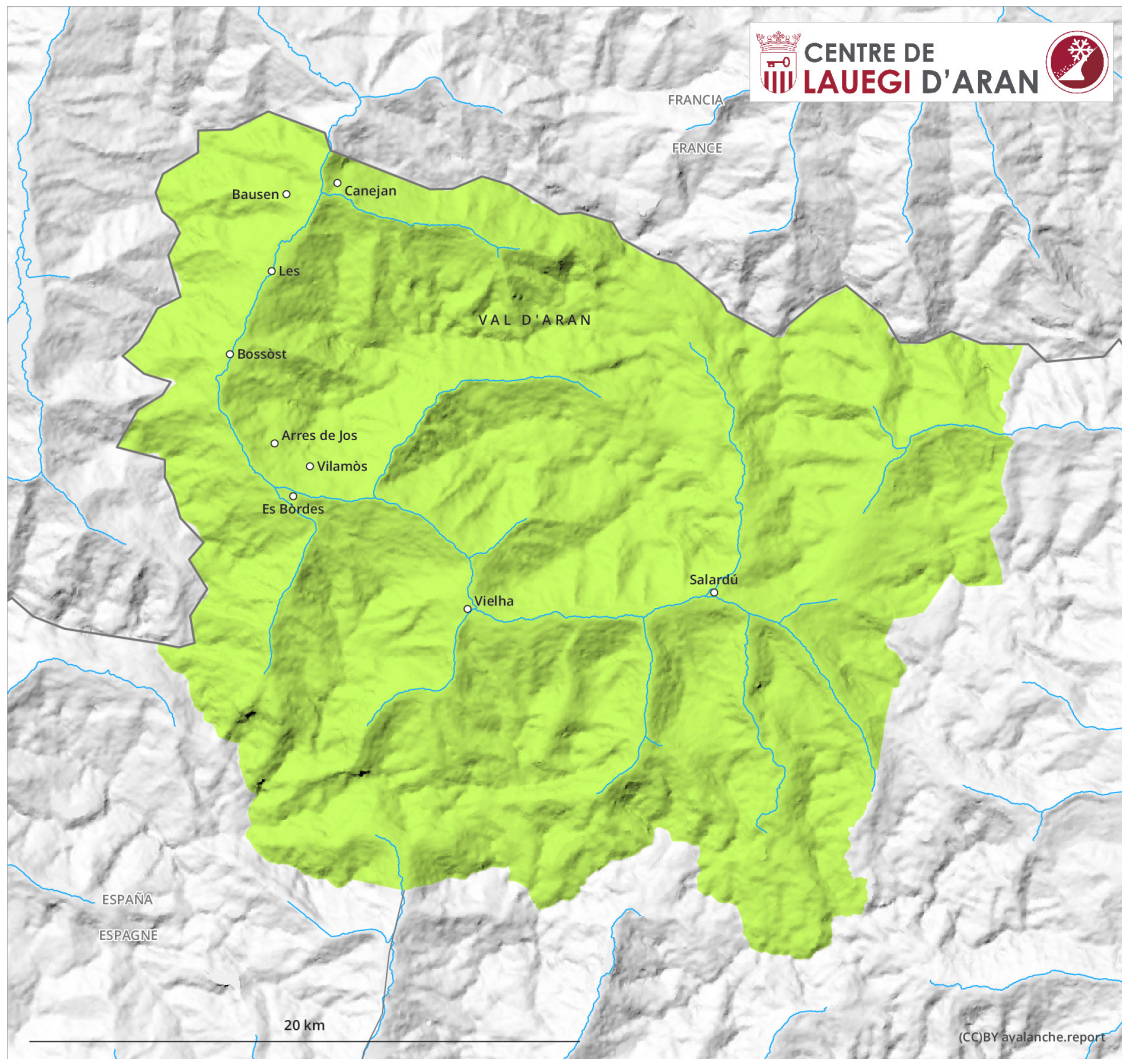 CENTRE DE
LAUEGI D'ARAN
FRANCIA
FRANCE
Canejan
Bausen
Les
VAL D'ARAN
Bossòst
Arres de Jos
Vilamòs
Es Bòrdes
Salardú
Vielha
ESPAÑA
ESPAGNE
20 km
(CC)BY avalanche.report